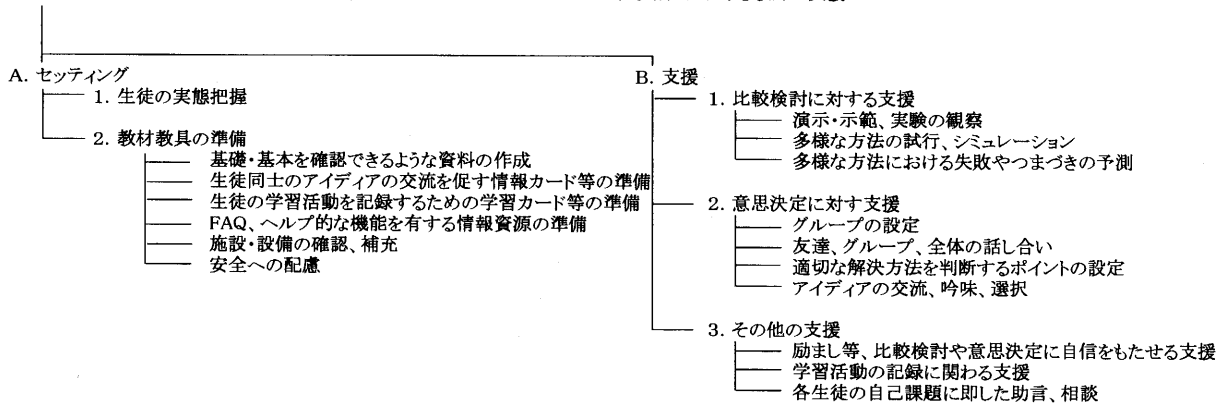 A. セッティング
1. 生徒の実態把握
2. 教材教具の準備
基礎・基本を確認できるような資料の作成
生徒同士のアイディアの交流を促す情報カード等の準備
生徒の学習活動を記録するための学習カード等の準備
FAQ、ヘルプ的な機能を有する情報資源の準備
施設・設備の確認、補充
安全への配慮
B. 支援
1. 比較検討に対する支援
演示・示範、実験の観察
多様な方法の試行、シミュレーション
多様な方法における失敗やつまづきの予測
2. 意思決定に対す支援
グループの設定
友達、グループ、全体の話し合い
適切な解決方法を判断するポイントの設定
アイディアの交流、吟味、選択
3. その他の支援
励まし等、比較検討や意思決定に自信をもたせる支援
学習活動の記録に関わる支援
各生徒の自己課題に即した助言、相談